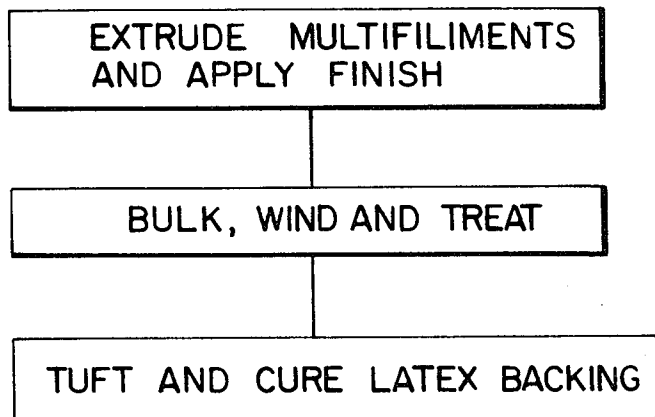 EXTRUDE MULTIFILIMENTS
AND APPLY FINISH
BULK, WIND AND TREAT
TUFT AND CURE LATEX BACKING